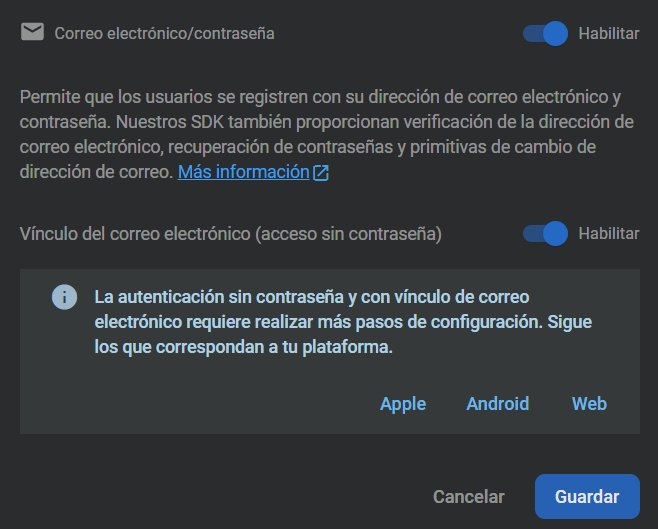 Correo electrónico/contraseña
Habilitar
Permite que los usuarios se registren con su dirección de correo electrónico y
contraseña. Nuestros SDK también proporcionan verificación de la dirección de
correo electrónico, recuperación de contraseñas y primitivas de cambio de
dirección de correo. Más información
Vínculo del correo electrónico (acceso sin contraseña)
Habilitar
La autenticación sin contraseña y con vínculo de correo
electrónico requiere realizar más pasos de configuración. Sigue
los que correspondan a tu plataforma.
Apple
Android
Web
Cancelar
Guardar